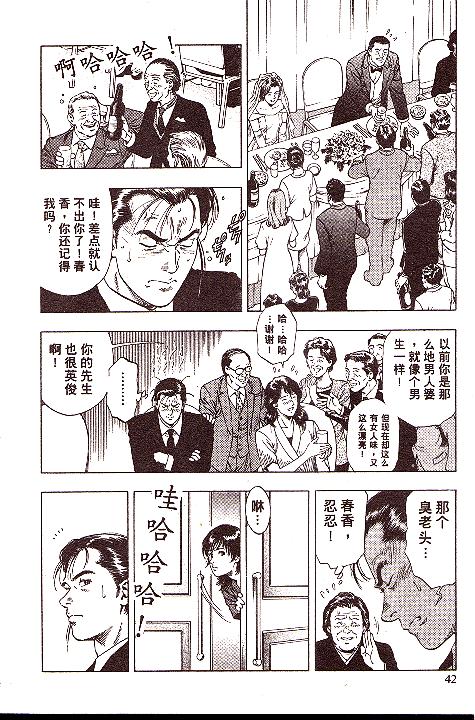 啊哈哈哈！
哇！差点就认
不出你了！春
香，你还记得
我吗？
以前你是那
么地男人婆
，就像个男
生一样！
但现在却这么
有女人味，又
这么漂亮！
哈…哈哈
…谢谢！
………
你的先生
也很英俊
啊！
那个
臭老头…
春香，
忍忍！
咻…
哇哈哈哈！
42